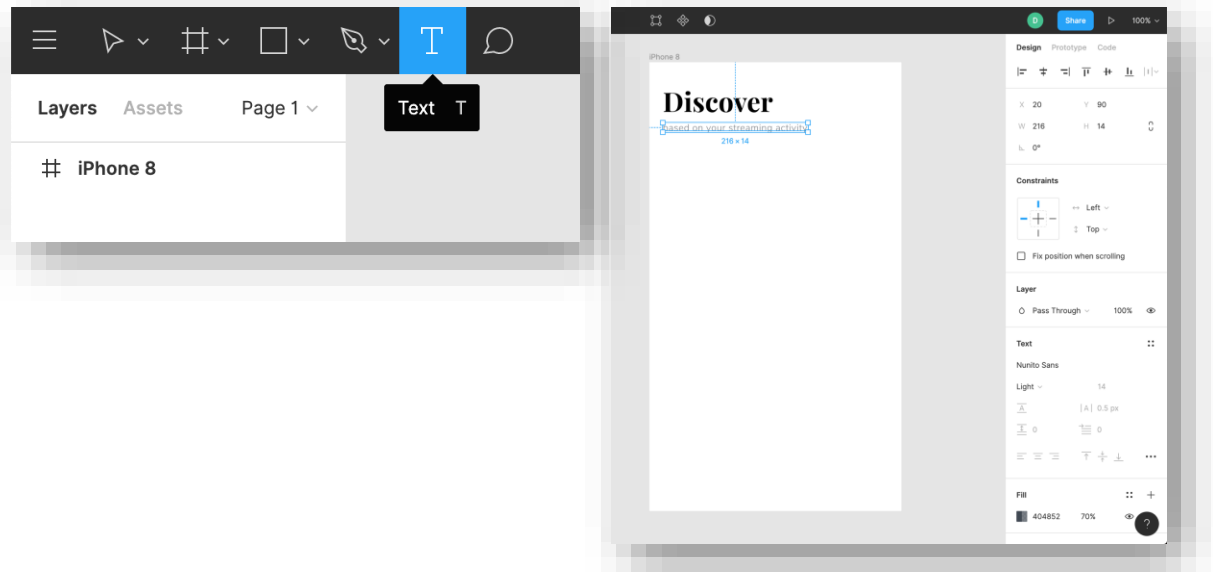 Text T
Layers Assets Page 1
iPhone 8
D Share 100%
Design Prototype Code
iPhone 8
Discover
based on your streaming activity
216 × 14
X 20 Y 90
W 216 H 14
0°
Constraints
Left
Top
Fix position when scrolling
Layer
Pass Through 100%
Text
Nunito Sans
Light 14
A |A| 0.5 px
0 0
Fill
404852 70%
?